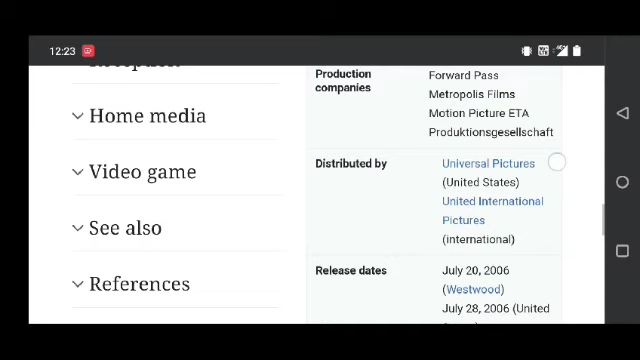 12:23
Reception
Home media
Video game
See also
References
Production companies
Forward Pass
Metropolis Films
Motion Picture ETA
Produktionsgesellschaft
Distributed by
Universal Pictures
(United States)
United International
Pictures
(international)
Release dates
July 20, 2006
(Westwood)
July 28, 2006 (United